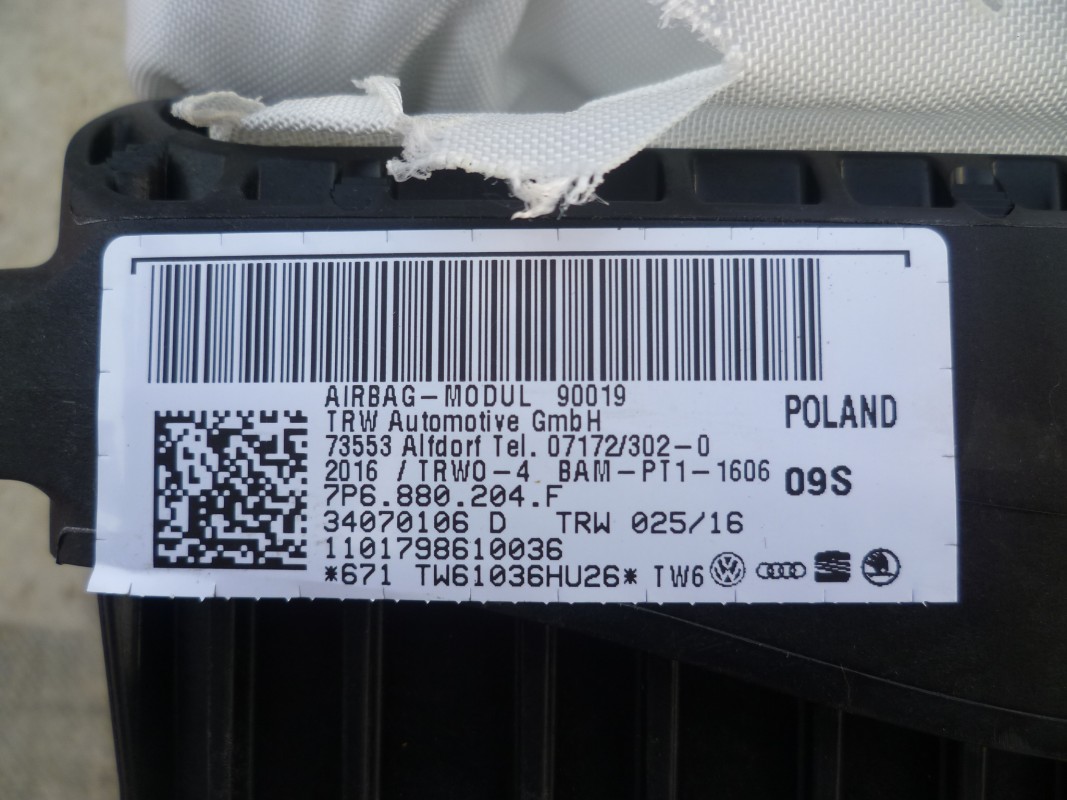 AIRBAG-MODUL 90019
TRW Automotive GmbH
73553 Alfdorf Tel. 07172/302-0
2016 / TRWO-4 BAM-PT1-1606
7P6.880.204.F
34070106 D TRW 025/16
1101798610036
*671 TW61036HU26* TW6
POLAND
09S